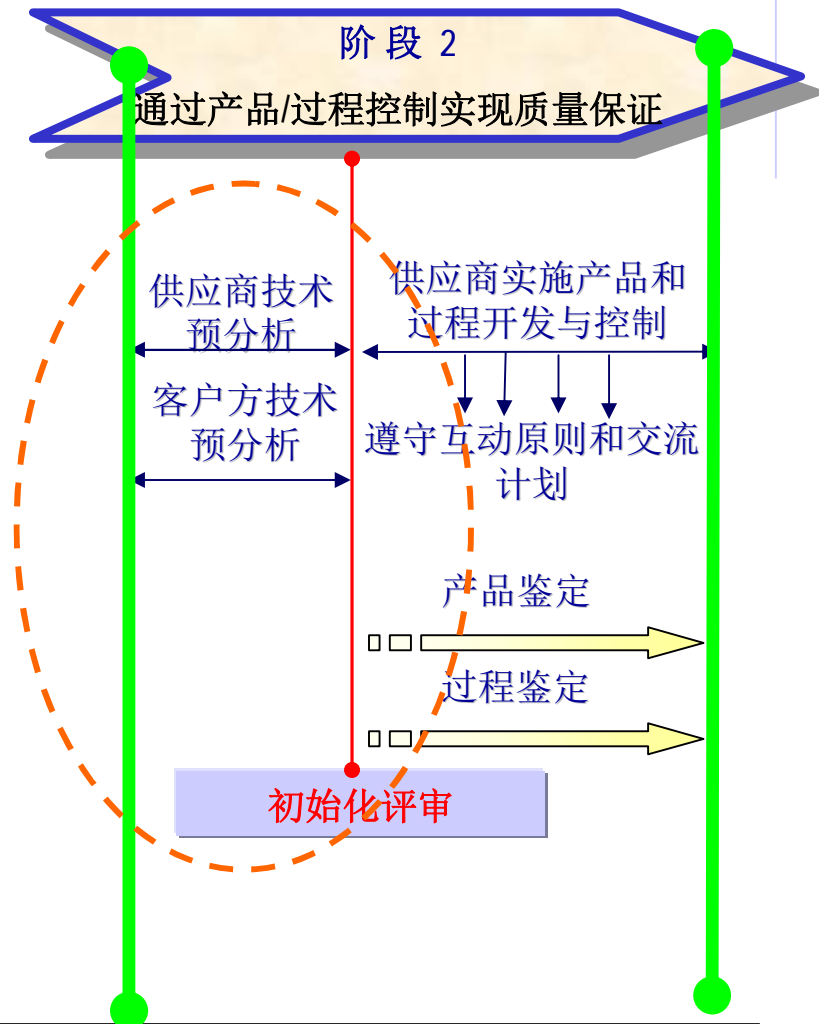 阶 段 2
通过产品/过程控制实现质量保证
供应商技术
预分析
供应商实施产品和
过程开发与控制
客户方技术
预分析
遵守互动原则和交流
计划
产品鉴定
过程鉴定
初始化评审